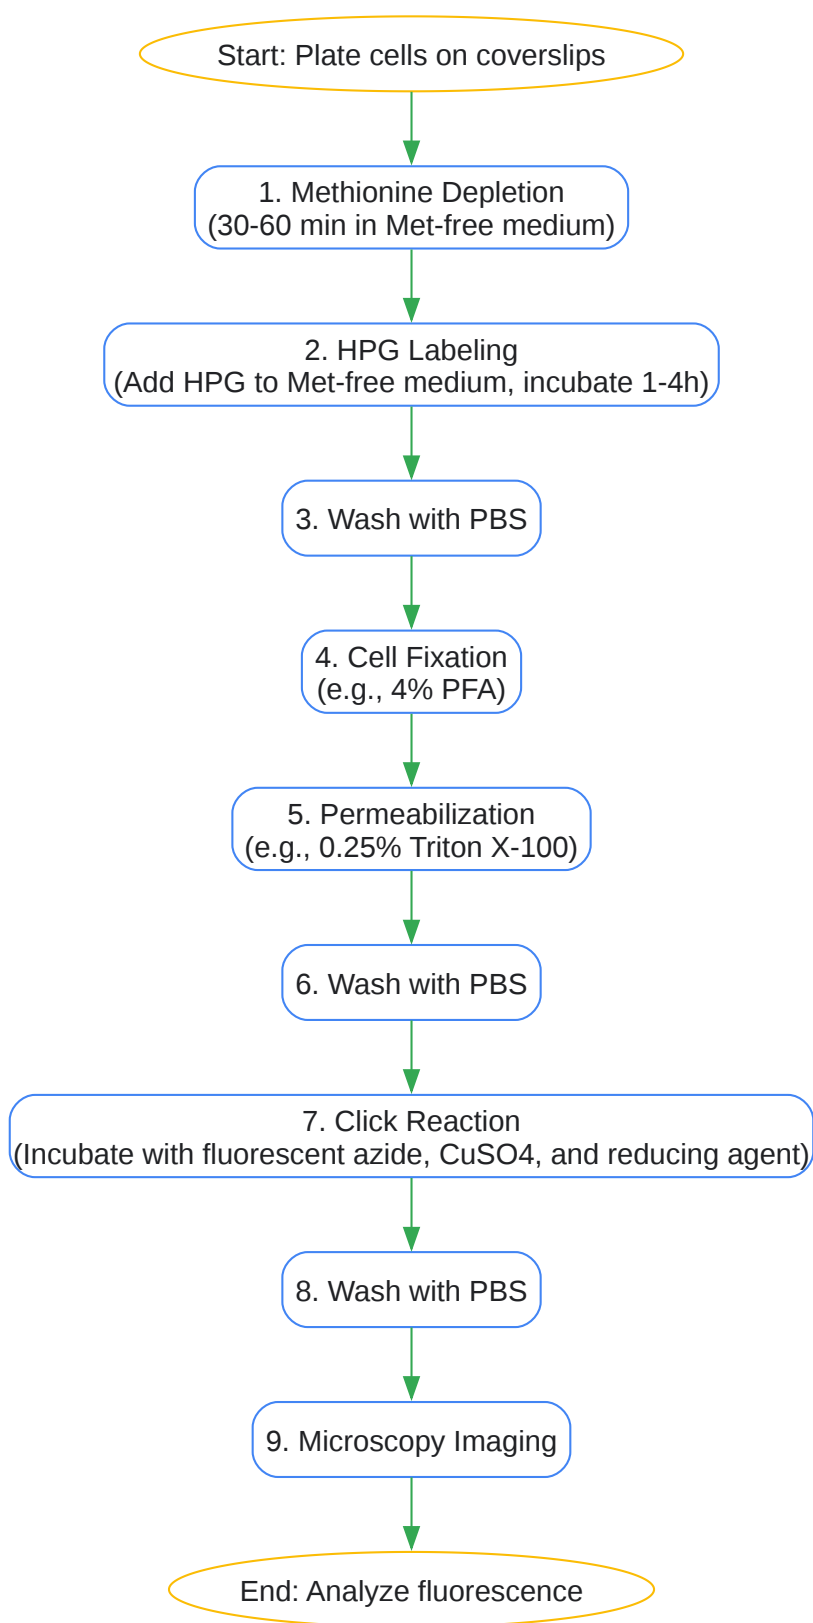 Start: Plate cells on coverslips
1. Methionine Depletion
(30-60 min in Met-free medium)
2. HPG Labeling
(Add HPG to Met-free medium, incubate 1-4h)
3. Wash with PBS
4. Cell Fixation
(e.g., 4% PFA)
5. Permeabilization
(e.g., 0.25% Triton X-100)
6. Wash with PBS
7. Click Reaction
(Incubate with fluorescent azide, CuSO4, and reducing agent)
8. Wash with PBS
9. Microscopy Imaging
End: Analyze fluorescence